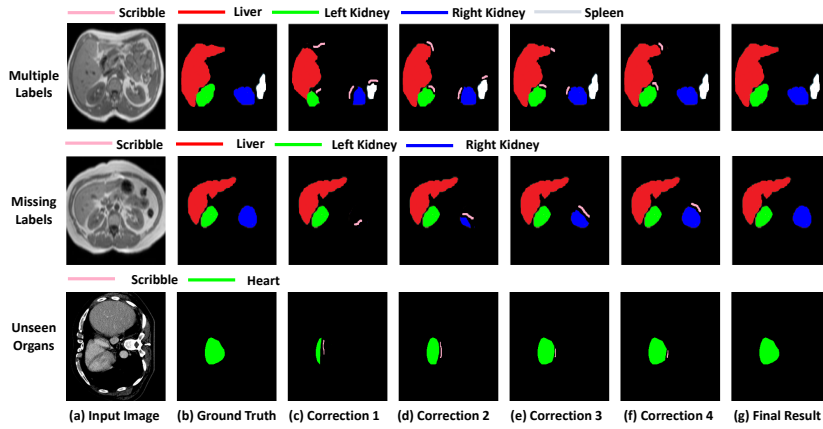 Scribble Liver Left Kidney Right Kidney Spleen
Multiple
Labels
Scribble Liver Left Kidney Right Kidney
Missing
Labels
Scribble Heart
Unseen
Organs
(a) Input Image (b) Ground Truth (c) Correction 1 (d) Correction 2 (e) Correction 3 (f) Correction 4 (g) Final Result